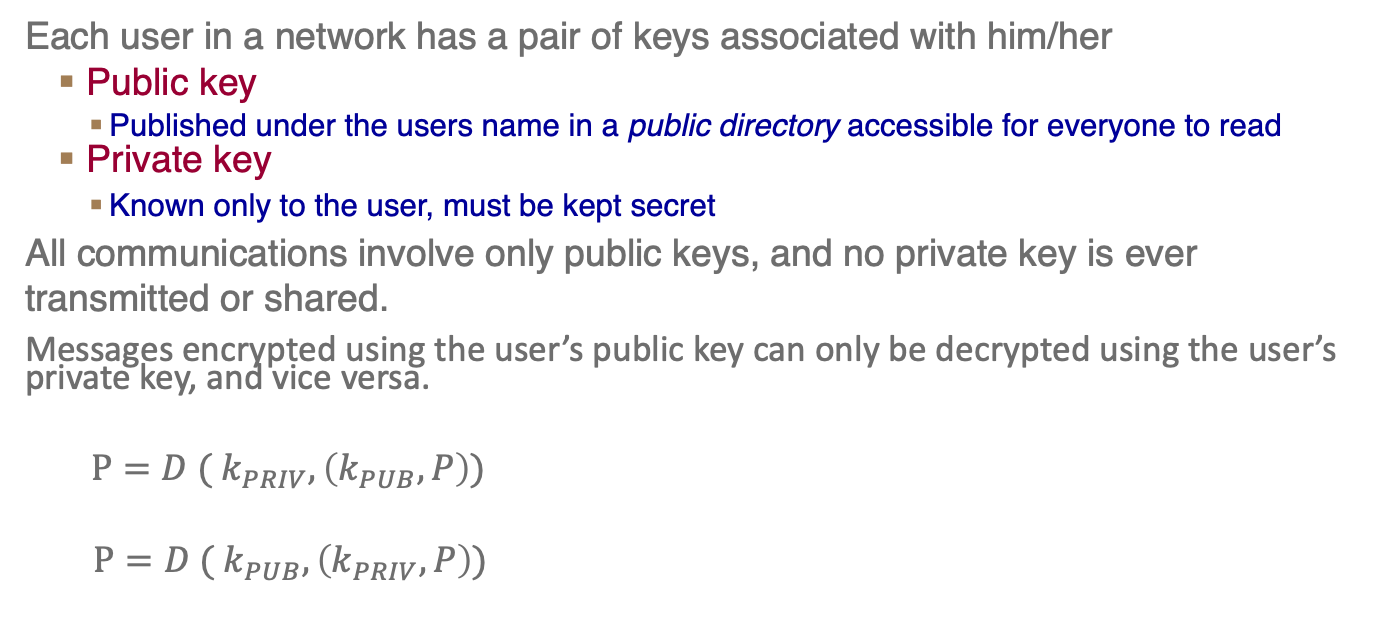 Each user in a network has a pair of keys associated with him/her
▪ Public key
▪ Published under the users name in a public directory accessible for everyone to read
▪ Private key
▪ Known only to the user, must be kept secret
All communications involve only public keys, and no private key is ever
transmitted or shared.
Messages encrypted using the user’s public key can only be decrypted using the user’s
private key, and vice versa.
P = D ( k_PRIV, (k_PUB, P))
P = D ( k_PUB, (k_PRIV, P))